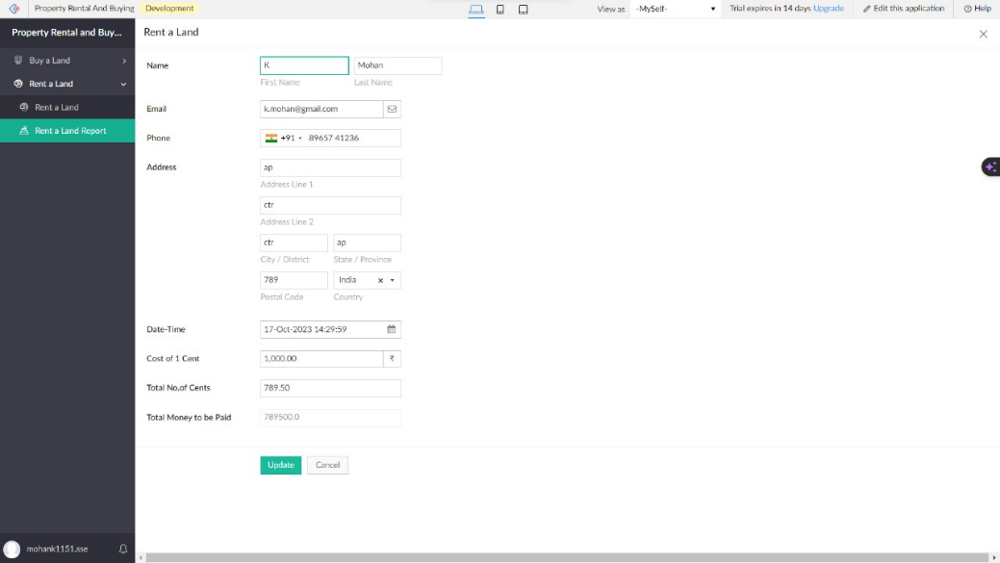 Property Rental And Buying Development View as -MySelf- Trial expires in 14 days Upgrade Edit this application Help
Property Rental and Buy... Rent a Land
Buy a Land
Rent a Land
Rent a Land
Rent a Land Report
Name K Mohan
First Name Last Name
Email k.mohan@gmail.com
Phone +91 89657 41236
Address ap
Address Line 1
ctr
Address Line 2
ctr ap
City / District State / Province
789 India
Postal Code Country
Date-Time 17-Oct-2023 14:29:59
Cost of 1 Cent 1,000.00 ₹
Total No.of Cents 789.50
Total Money to be Paid 789500.0
Update Cancel
mohank1151.sse